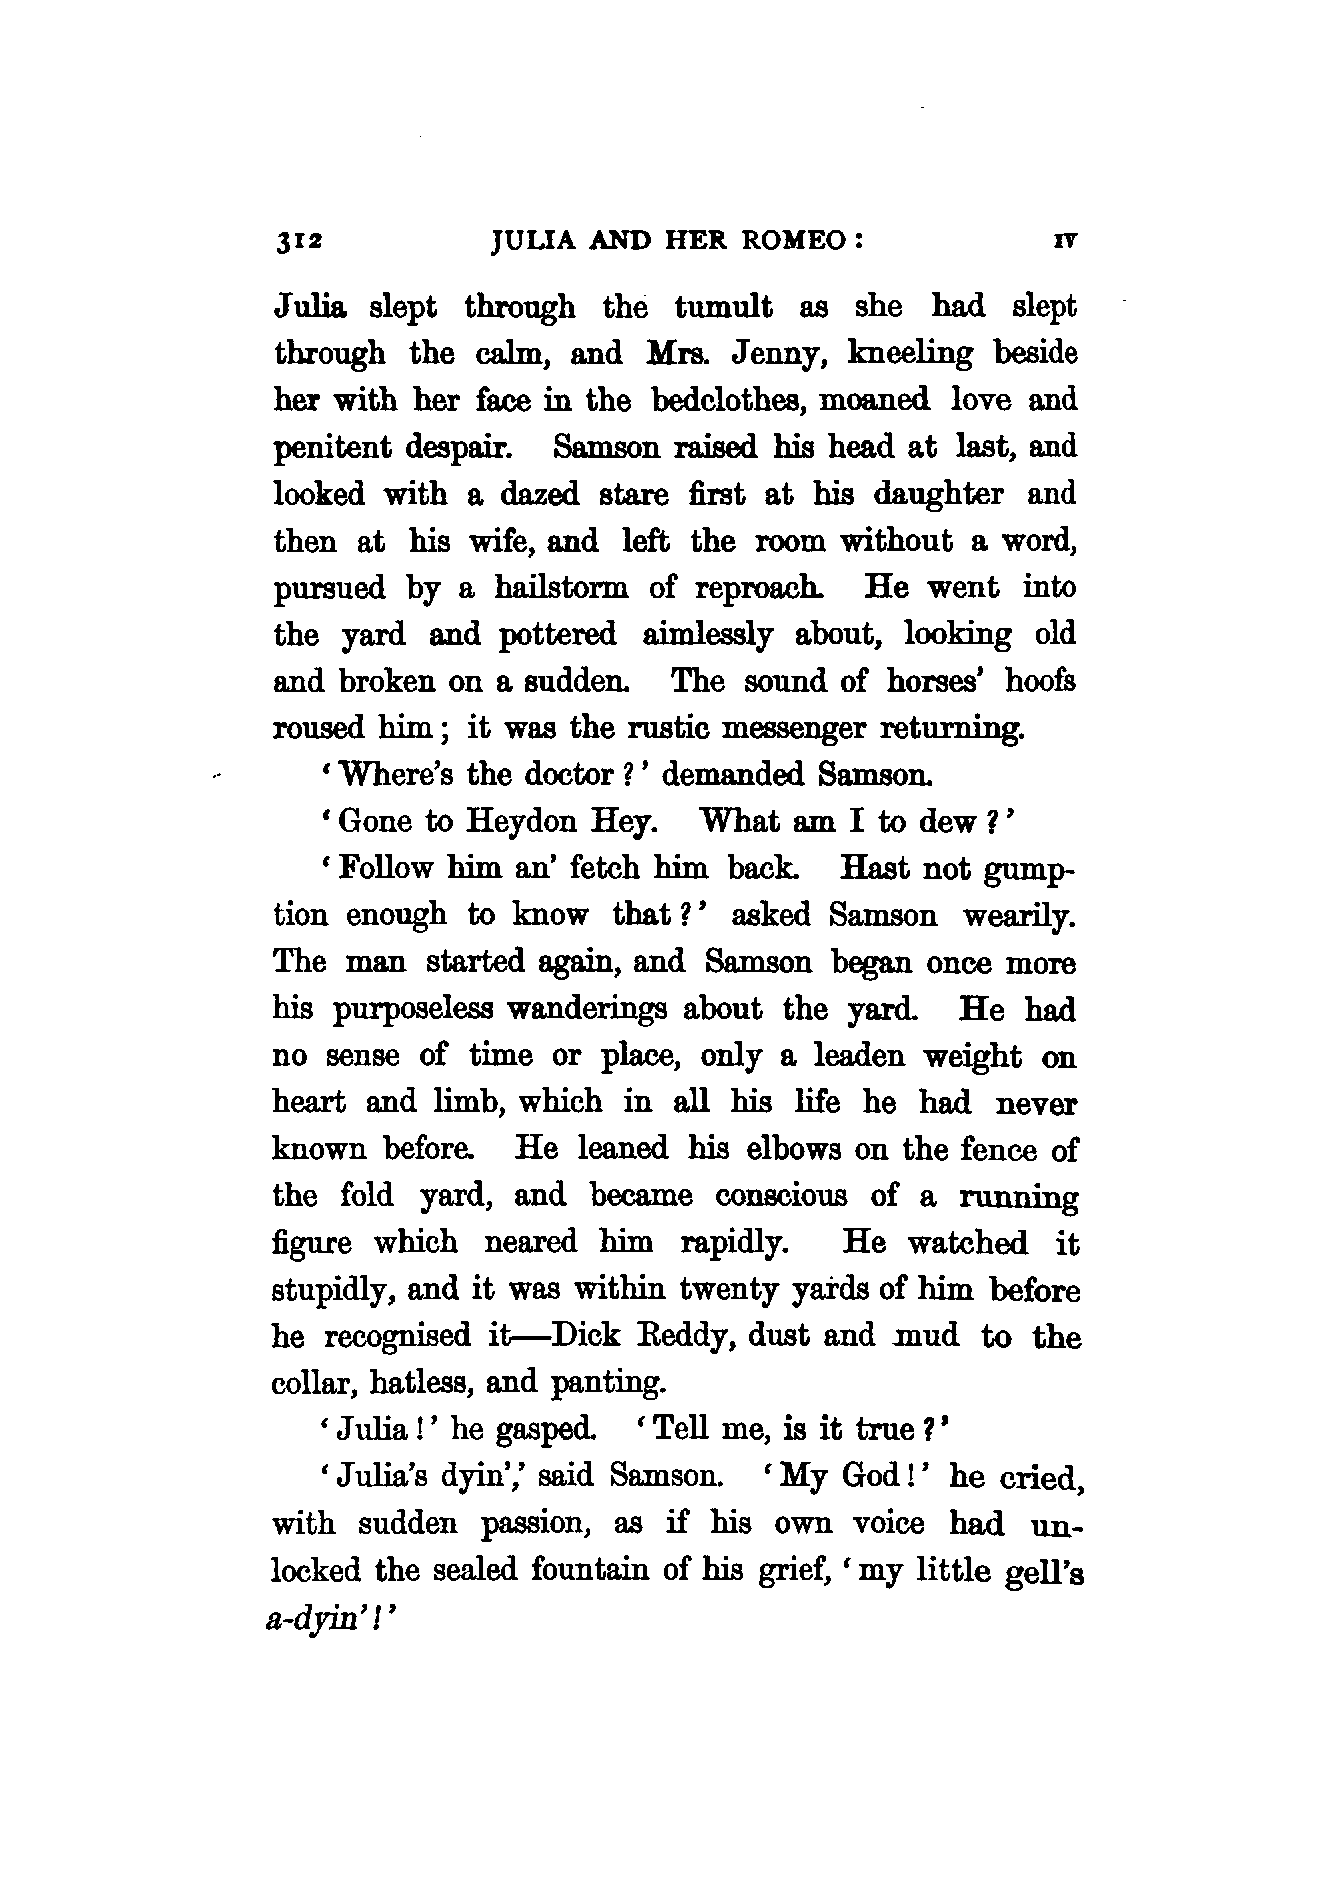 312 JULIA AND HER ROMEO: IV
Julia slept through the tumult as she had slept
through the calm, and Mrs. Jenny, kneeling beside
her with her face in the bedclothes, moaned love and
penitent despair. Samson raised his head at last, and
looked with a dazed stare first at his daughter and
then at his wife, and left the room without a word,
pursued by a hailstorm of reproach. He went into
the yard and pottered aimlessly about, looking old
and broken on a sudden. The sound of horses' hoofs
roused him; it was the rustic messenger returning.
‘Where's the doctor?’ demanded Samson.
‘Gone to Heydon Hey. What am I to dew?’
‘Follow him an’ fetch him back. Hast not gump-
tion enough to know that?’ asked Samson wearily.
The man started again, and Samson began once more
his purposeless wanderings about the yard. He had
no sense of time or place, only a leaden weight on
heart and limb, which in all his life he had never
known before. He leaned his elbows on the fence of
the fold yard, and became conscious of a running
figure which neared him rapidly. He watched it
stupidly, and it was within twenty yards of him before
he recognised it—Dick Reddy, dust and mud to the
collar, hatless, and panting.
‘Julia!’ he gasped. ‘Tell me, is it true?’
‘Julia's dyin’,’ said Samson. ‘My God!’ he cried,
with sudden passion, as if his own voice had un-
locked the sealed fountain of his grief, ‘my little gell's
a-dyin’!’